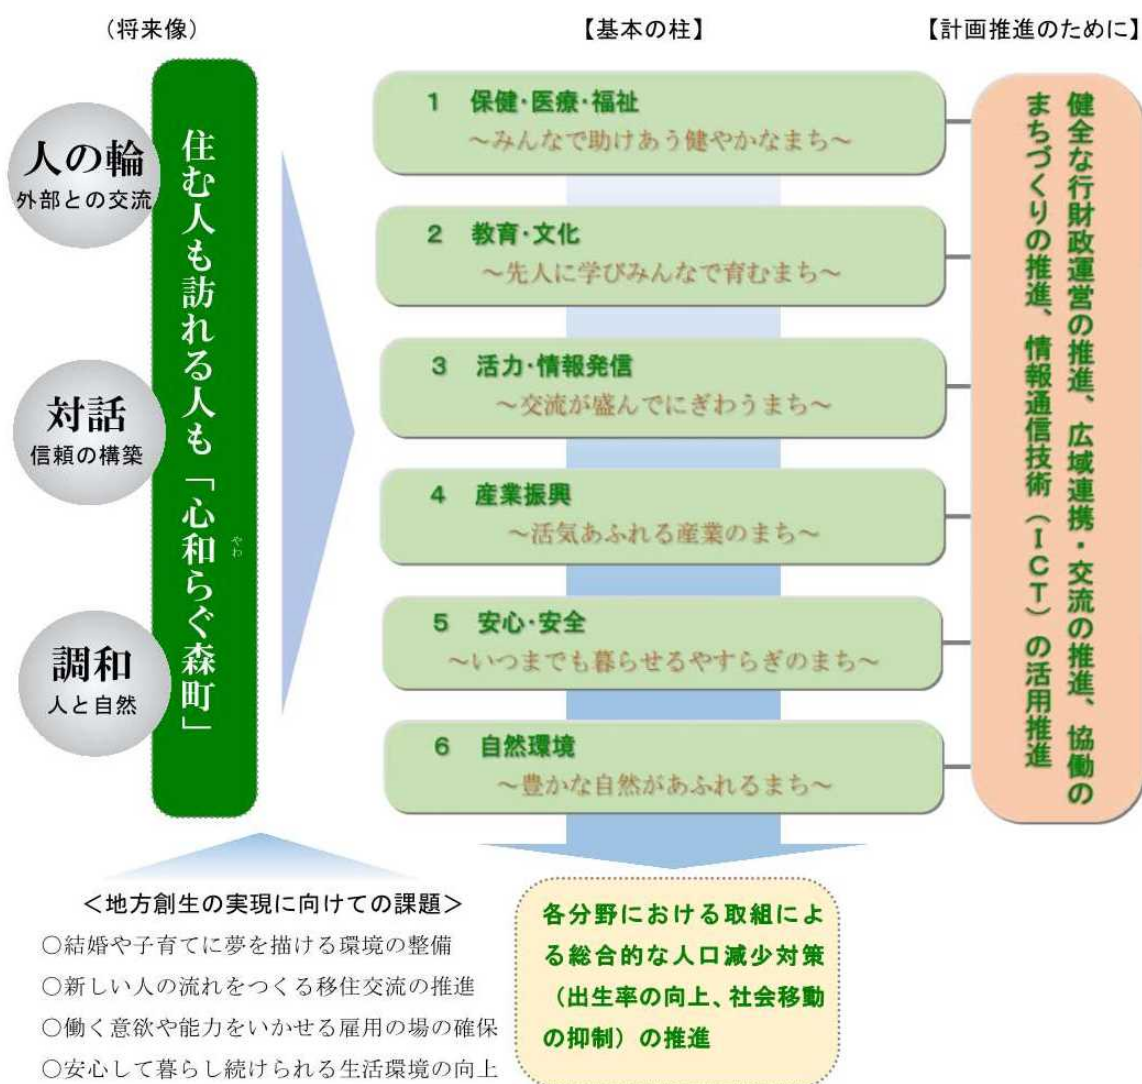 （将来像）
【基本の柱】
【計画推進のために】
人の輪
外部との交流
対話
信頼の構築
調和
人と自然
住む人も訪れる人も「心和らぐ森町」
やわ
1 保健・医療・福祉
～みんなで助けあう健やかなまち～
2 教育・文化
～先人に学びみんなで育むまち～
3 活力・情報発信
～交流が盛んでにぎわうまち～
4 産業振興
～活気あふれる産業のまち～
5 安心・安全
～いつまでも暮らせるやすらぎのまち～
6 自然環境
～豊かな自然があふれるまち～
健全な行財政運営の推進、広域連携・交流の推進、協働の
まちづくりの推進、情報通信技術（ＩＣＴ）の活用推進
＜地方創生の実現に向けての課題＞
○結婚や子育てに夢を描ける環境の整備
○新しい人の流れをつくる移住交流の推進
○働く意欲や能力をいかせる雇用の場の確保
○安心して暮らし続けられる生活環境の向上
各分野における取組によ
る総合的な人口減少対策
（出生率の向上、社会移動
の抑制）の推進